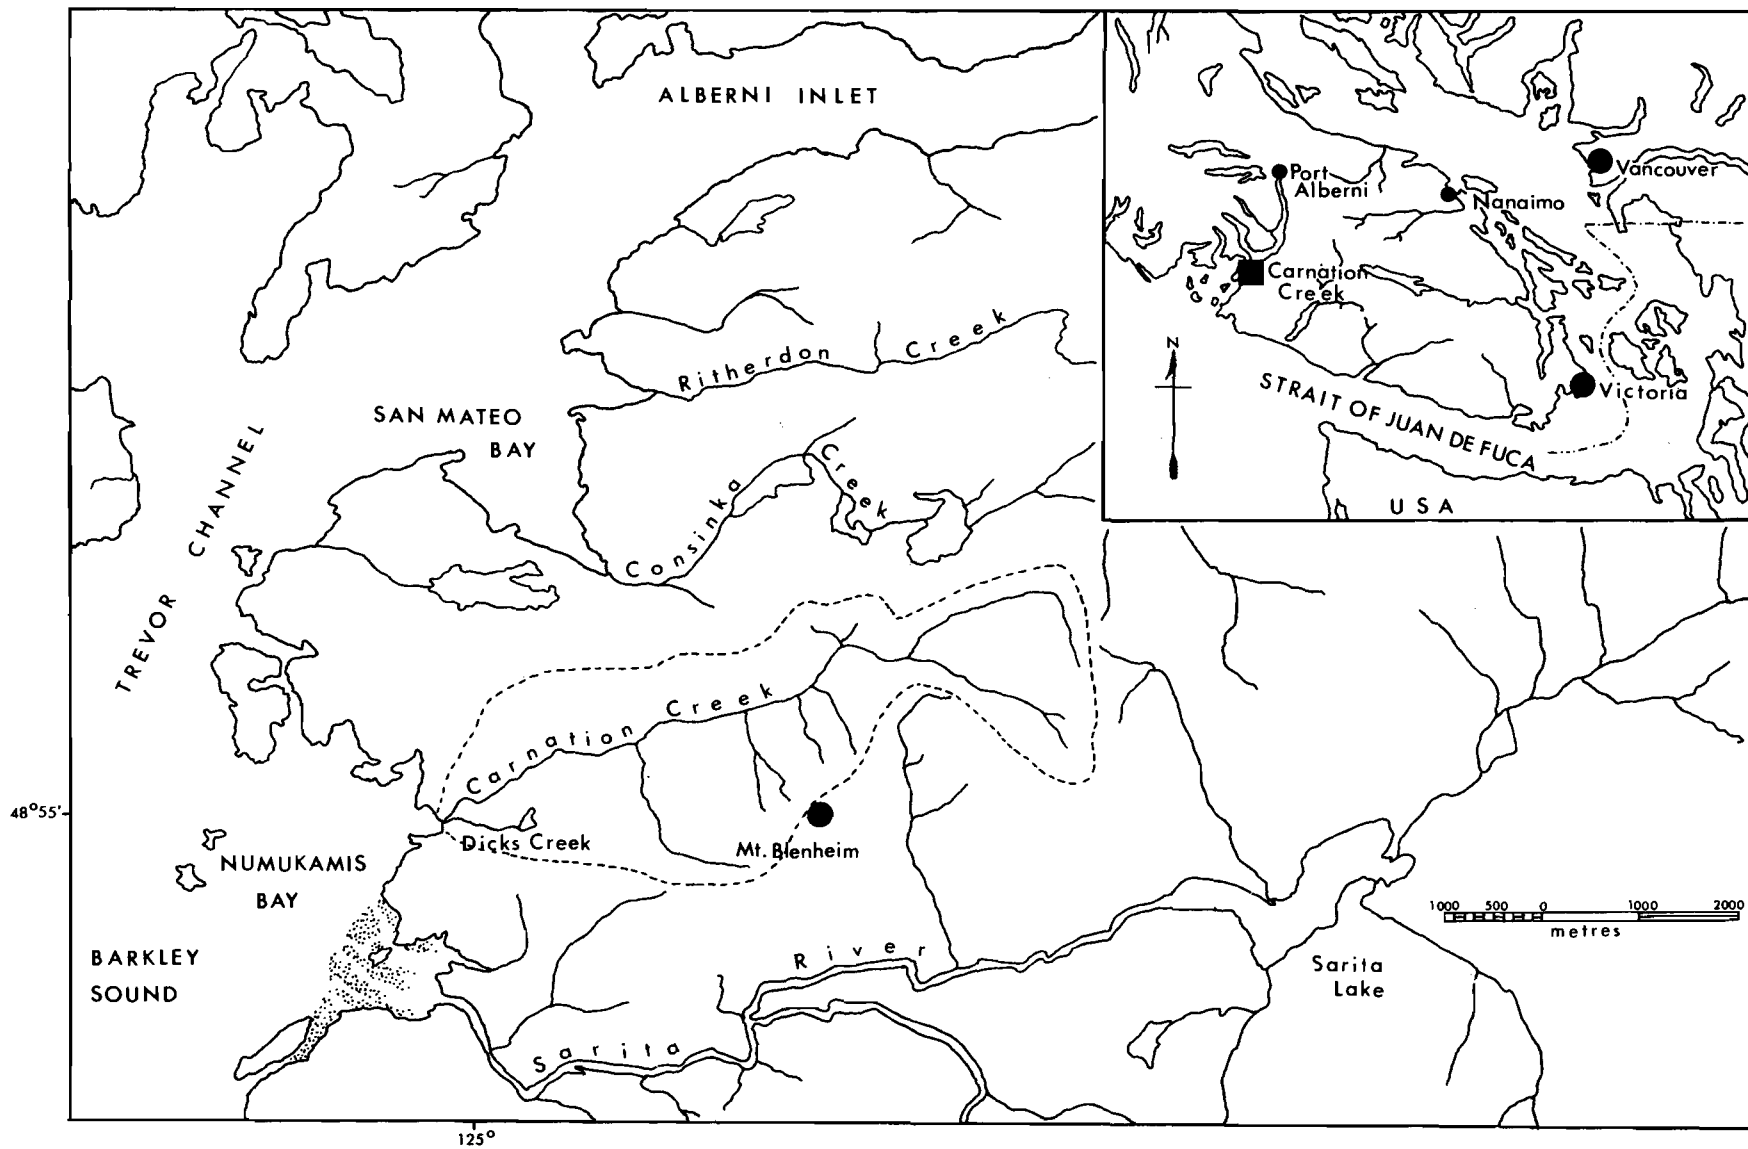 ALBERNI INLET
Port
Alberni
Nanaimo
Vancouver
Carnation
Creek
N
STRAIT OF JUAN DE FUCA
Victoria
USA
Ritherdon Creek
SAN MATEO
BAY
TREVOR CHANNEL
Consinka Creek
Carnation Creek
48°55'
Dicks Creek
Mt. Blenheim
NUMUKAMIS
BAY
BARKLEY
SOUND
Sarita River
Sarita
Lake
1000 500 0 1000 2000
metres
125°